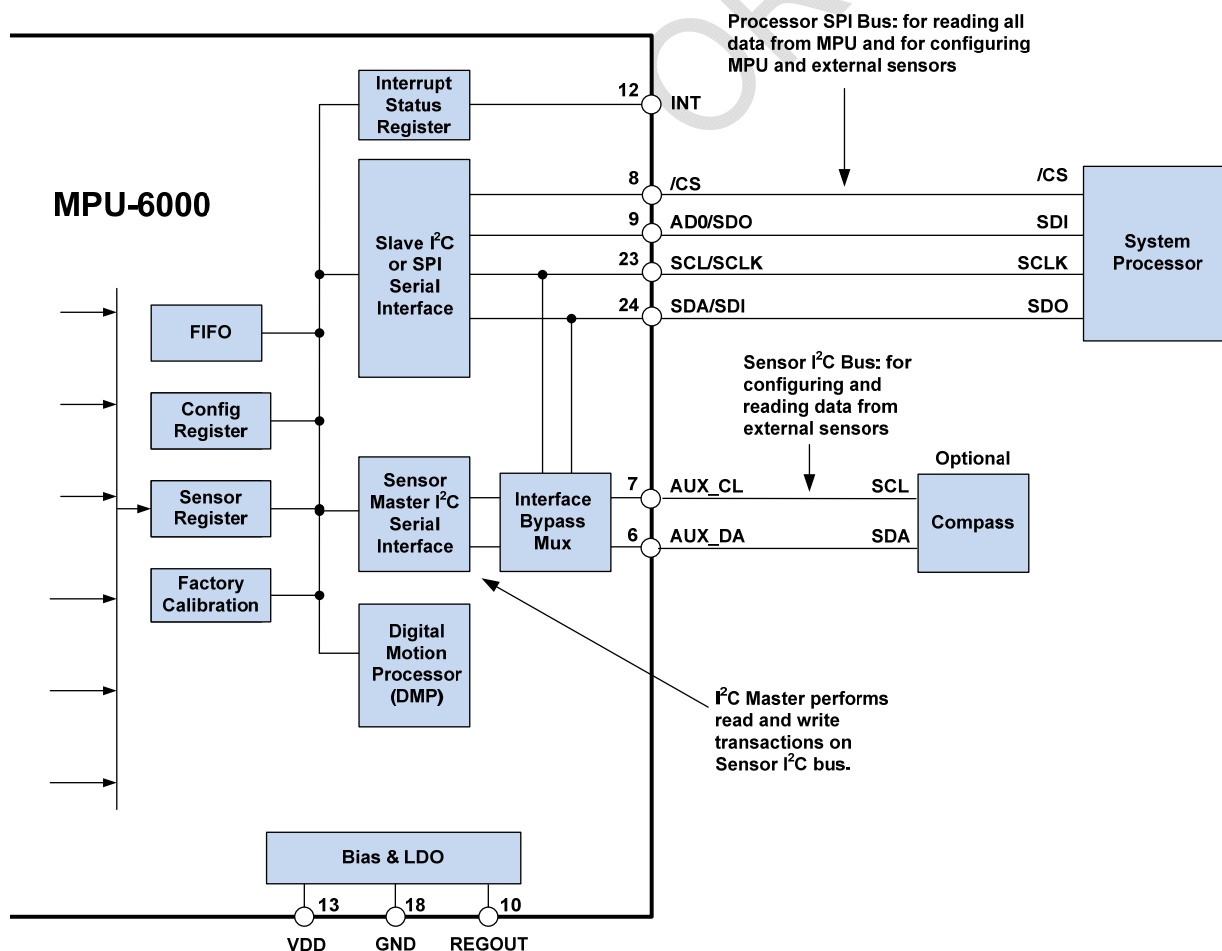 Processor SPI Bus: for reading all
data from MPU and for configuring
MPU and external sensors
MPU-6000
Interrupt
Status
Register
12
INT
8
/CS
/CS
9
AD0/SDO
SDI
23
SCL/SCLK
SCLK
24
SDA/SDI
SDO
Slave I²C
or SPI
Serial
Interface
System
Processor
FIFO
Config
Register
Sensor
Register
Factory
Calibration
Sensor I²C Bus: for
configuring and
reading data from
external sensors
Sensor
Master I²C
Serial
Interface
Interface
Bypass
Mux
7
AUX_CL
SCL
6
AUX_DA
SDA
Optional
Compass
Digital
Motion
Processor
(DMP)
I²C Master performs
read and write
transactions on
Sensor I²C bus.
Bias & LDO
13
18
10
VDD
GND
REGOUT